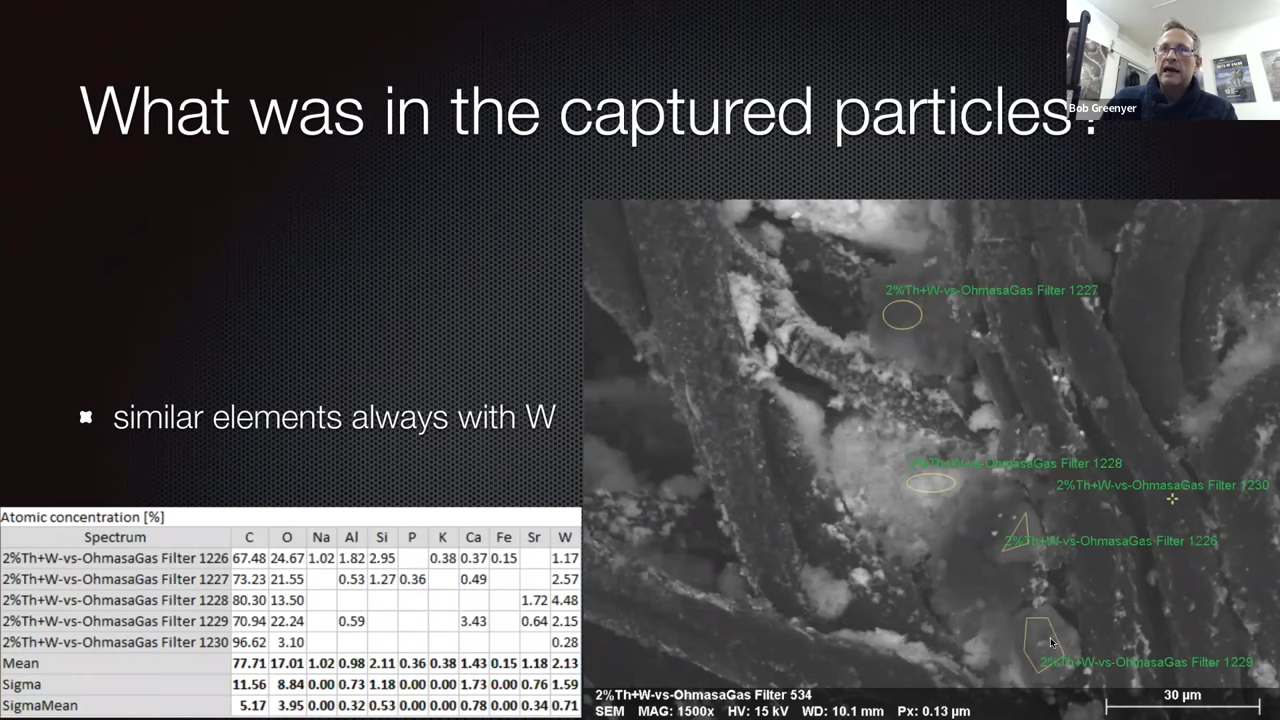 What was in the captured particles?
Bob Greenyer
similar elements always with W
2%Th+W-vs-OhmasaGas Filter 1227
2%Th+W-vs-OhmasaGas Filter 1228
2%Th+W-vs-OhmasaGas Filter 1230
2%Th+W-vs-OhmasaGas Filter 1226
2%Th+W-vs-OhmasaGas Filter 1229
Atomic concentration [%]
Spectrum C O Na Al Si P K Ca Fe Sr W
2%Th+W-vs-OhmasaGas Filter 1226 67.48 24.67 1.02 1.82 2.95 0.38 0.37 0.15 1.17
2%Th+W-vs-OhmasaGas Filter 1227 73.23 21.55 0.53 1.27 0.36 0.49 2.57
2%Th+W-vs-OhmasaGas Filter 1228 80.30 13.50 1.72 4.48
2%Th+W-vs-OhmasaGas Filter 1229 70.94 22.24 0.59 3.43 0.64 2.15
2%Th+W-vs-OhmasaGas Filter 1230 96.62 3.10 0.28
Mean 77.71 17.01 1.02 0.98 2.11 0.36 0.38 1.43 0.15 1.18 2.13
Sigma 11.56 8.84 0.00 0.73 1.18 0.00 0.00 1.73 0.00 0.76 1.59
SigmaMean 5.17 3.95 0.00 0.32 0.53 0.00 0.00 0.78 0.00 0.34 0.71
2%Th+W-vs-OhmasaGas Filter 534
SEM MAG: 1500x HV: 15 kV WD: 10.1 mm Px: 0.13 µm
30 µm